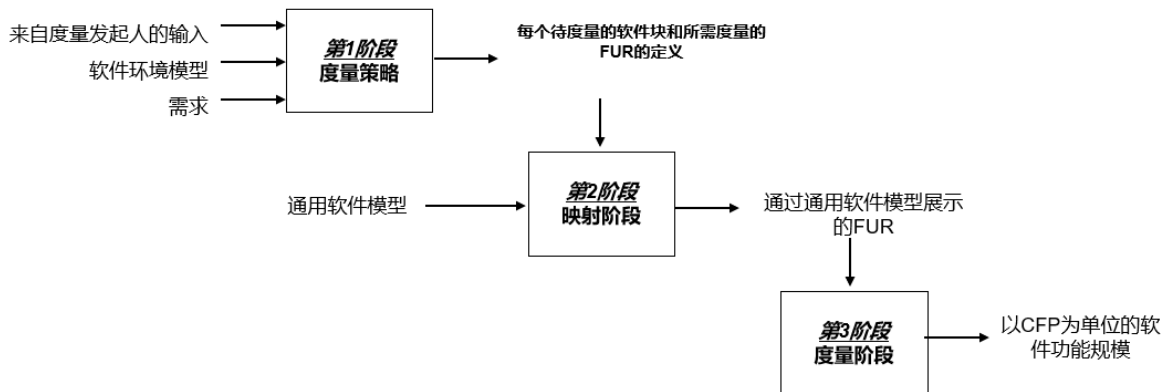 来自度量发起人的输入
软件环境模型
需求
第1阶段
度量策略
每个待度量的软件块和所需度量的
FUR的定义
通用软件模型
第2阶段
映射阶段
通过通用软件模型展示
的FUR
第3阶段
度量阶段
以CFP为单位的软
件功能规模